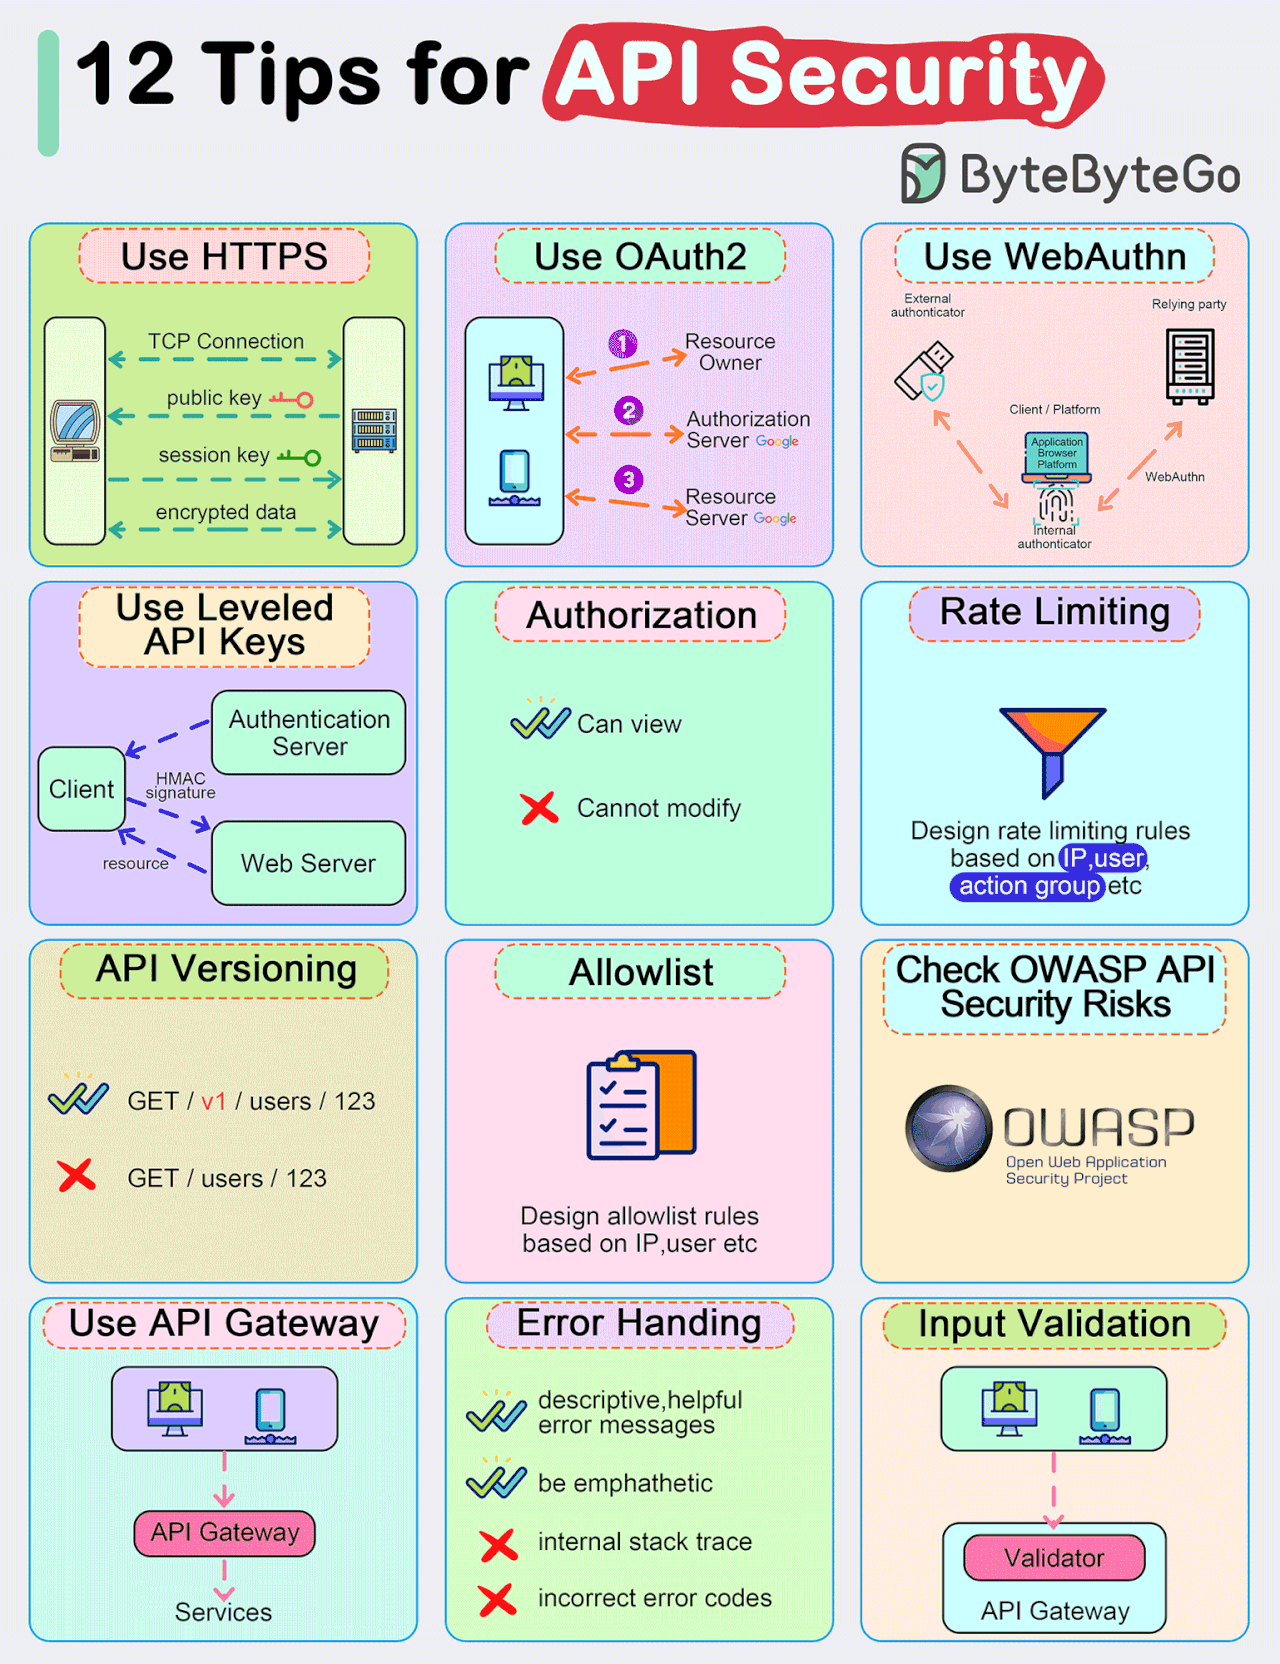 12 Tips for API Security
ByteByteGo
Use HTTPS
TCP Connection
public key
session key
encrypted data
Use OAuth2
1
Resource
Owner
2
Authorization
Server Google
3
Resource
Server Google
Use WebAuthn
External
authonticator
Relying party
Client / Platform
Application
Browser
Platform
WebAuthn
Internal
authonticator
Use Leveled
API Keys
Authentication
Server
Client
HMAC
signature
resource
Web Server
Authorization
Can view
Cannot modify
Rate Limiting
Design rate limiting rules
based on IP,user,
action group etc
API Versioning
GET / v1 / users / 123
GET / users / 123
Allowlist
Design allowlist rules
based on IP,user etc
Check OWASP API
Security Risks
OWASP
Open Web Application
Security Project
Use API Gateway
API Gateway
Services
Error Handing
descriptive,helpful
error messages
be emphathetic
internal stack trace
incorrect error codes
Input Validation
Validator
API Gateway